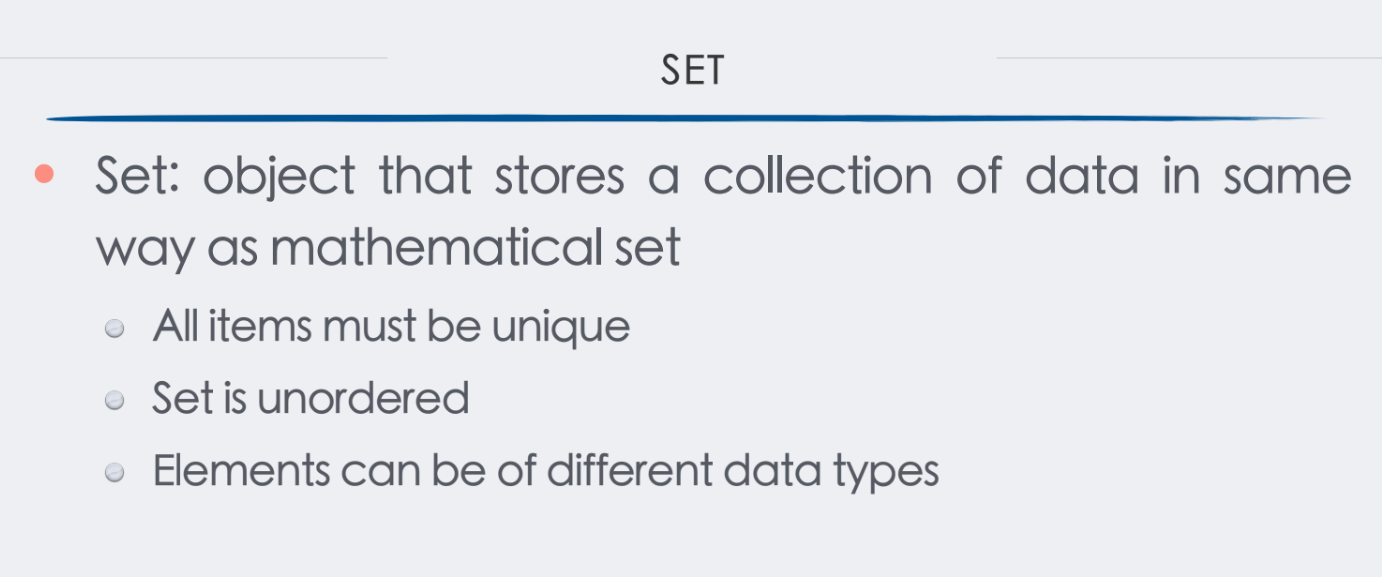 SET
Set: object that stores a collection of data in same
way as mathematical set
All items must be unique
Set is unordered
Elements can be of different data types